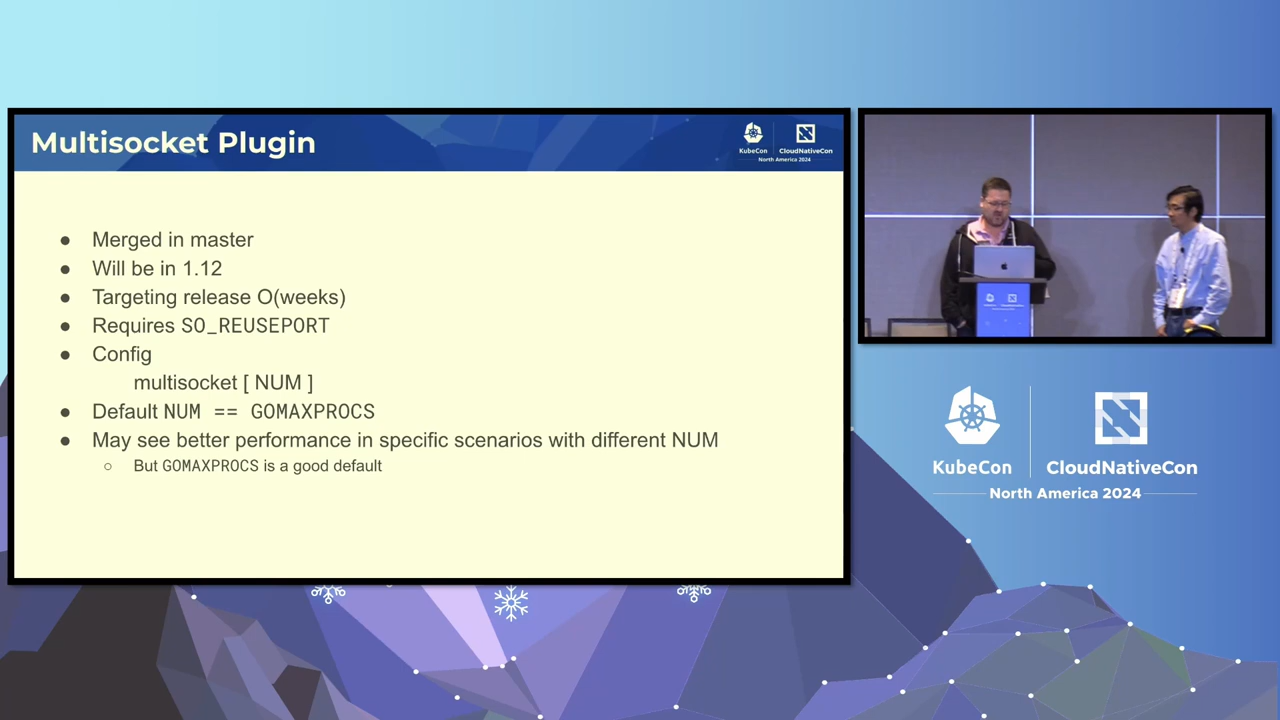 Multisocket Plugin
KubeCon
CloudNativeCon
North America 2024
● Merged in master
● Will be in 1.12
● Targeting release O(weeks)
● Requires SO_REUSEPORT
● Config
multisocket [ NUM ]
● Default NUM == GOMAXPROCS
● May see better performance in specific scenarios with different NUM
○ But GOMAXPROCS is a good default
KubeCon
CloudNativeCon
North America 2024